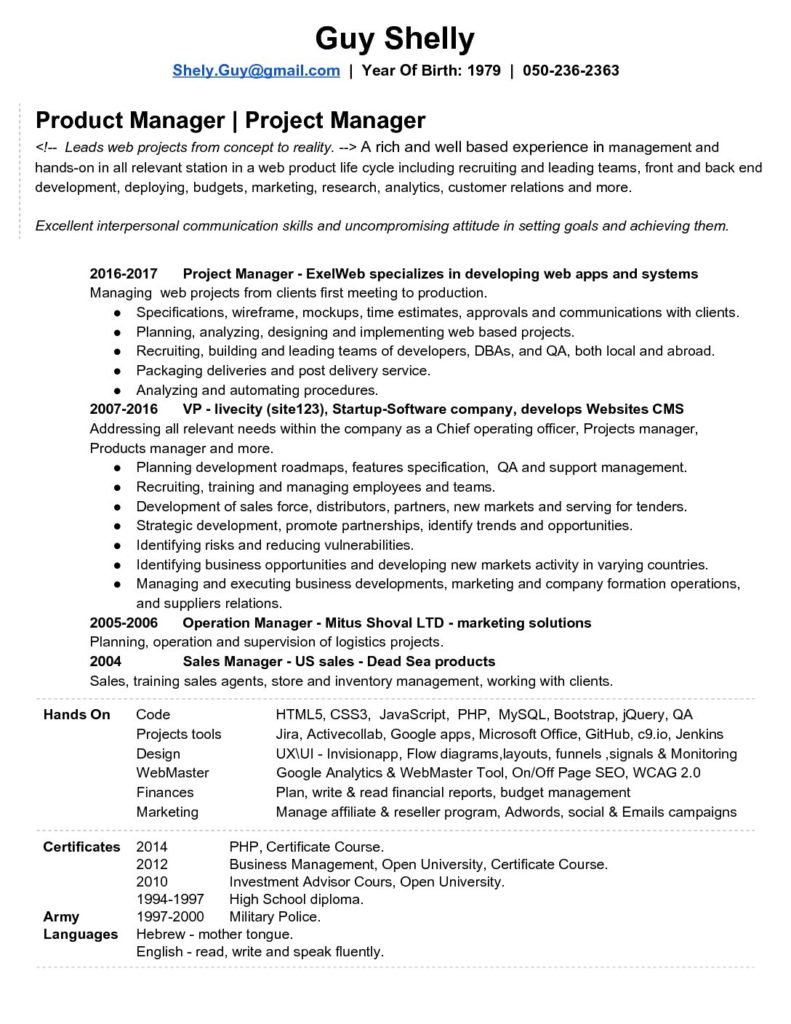 Guy Shelly
Shely.Guy@gmail.com | Year Of Birth: 1979 | 050-236-2363
Product Manager | Project Manager
<!-- Leads web projects from concept to reality. --> A rich and well based experience in management and
hands-on in all relevant station in a web product life cycle including recruiting and leading teams, front and back end
development, deploying, budgets, marketing, research, analytics, customer relations and more.
Excellent interpersonal communication skills and uncompromising attitude in setting goals and achieving them.
2016-2017 Project Manager - ExelWeb specializes in developing web apps and systems
Managing web projects from clients first meeting to production.
● Specifications, wireframe, mockups, time estimates, approvals and communications with clients.
● Planning, analyzing, designing and implementing web based projects.
● Recruiting, building and leading teams of developers, DBAs, and QA, both local and abroad.
● Packaging deliveries and post delivery service.
● Analyzing and automating procedures.
2007-2016 VP - livecity (site123), Startup-Software company, develops Websites CMS
Addressing all relevant needs within the company as a Chief operating officer, Projects manager,
Products manager and more.
● Planning development roadmaps, features specification, QA and support management.
● Recruiting, training and managing employees and teams.
● Development of sales force, distributors, partners, new markets and serving for tenders.
● Strategic development, promote partnerships, identify trends and opportunities.
● Identifying risks and reducing vulnerabilities.
● Identifying business opportunities and developing new markets activity in varying countries.
● Managing and executing business developments, marketing and company formation operations,
and suppliers relations.
2005-2006 Operation Manager - Mitus Shoval LTD - marketing solutions
Planning, operation and supervision of logistics projects.
2004 Sales Manager - US sales - Dead Sea products
Sales, training sales agents, store and inventory management, working with clients.
Hands On Code HTML5, CSS3, JavaScript, PHP, MySQL, Bootstrap, jQuery, QA
Projects tools Jira, Activecollab, Google apps, Microsoft Office, GitHub, c9.io, Jenkins
Design UX\UI - Invisionapp, Flow diagrams,layouts, funnels ,signals & Monitoring
WebMaster Google Analytics & WebMaster Tool, On/Off Page SEO, WCAG 2.0
Finances Plan, write & read financial reports, budget management
Marketing Manage affiliate & reseller program, Adwords, social & Emails campaigns
Certificates 2014 PHP, Certificate Course.
2012 Business Management, Open University, Certificate Course.
2010 Investment Advisor Cours, Open University.
1994-1997 High School diploma.
Army 1997-2000 Military Police.
Languages Hebrew - mother tongue.
English - read, write and speak fluently.